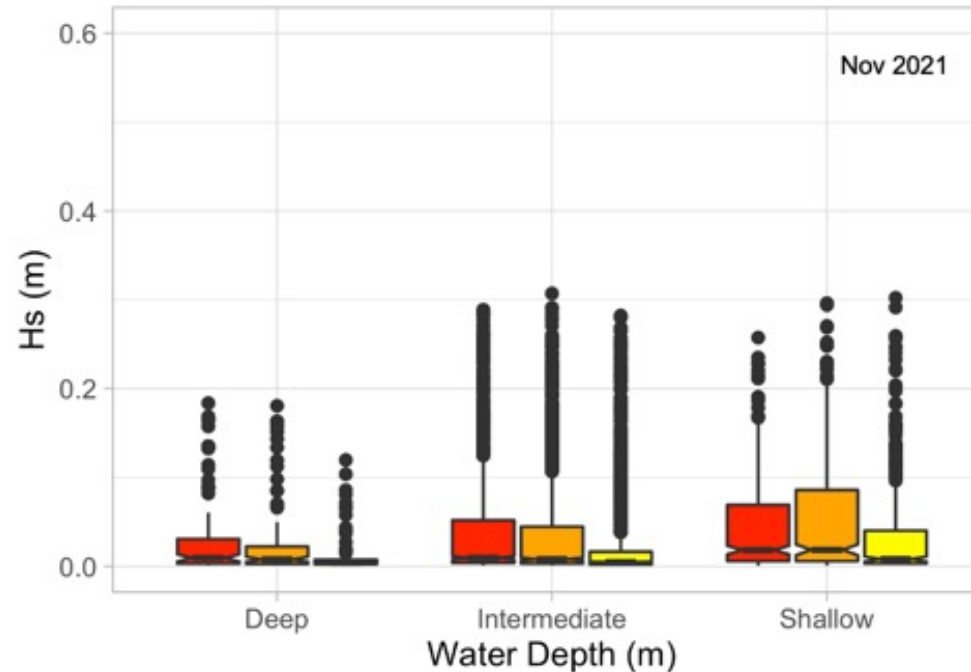 0.6
Nov 2021
0.4
Hs (m)
0.2
0.0
Deep Intermediate Shallow
Water Depth (m)